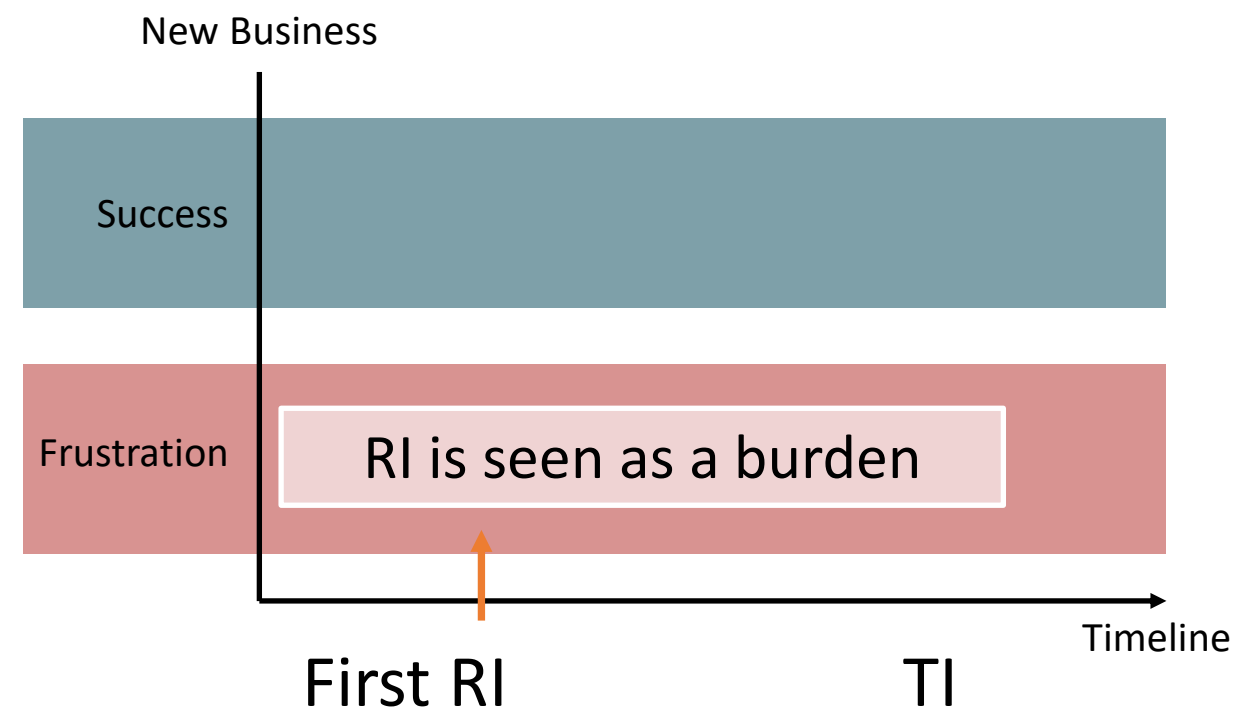 New Business
Success
Frustration
RI is seen as a burden
Timeline
First RI
TI